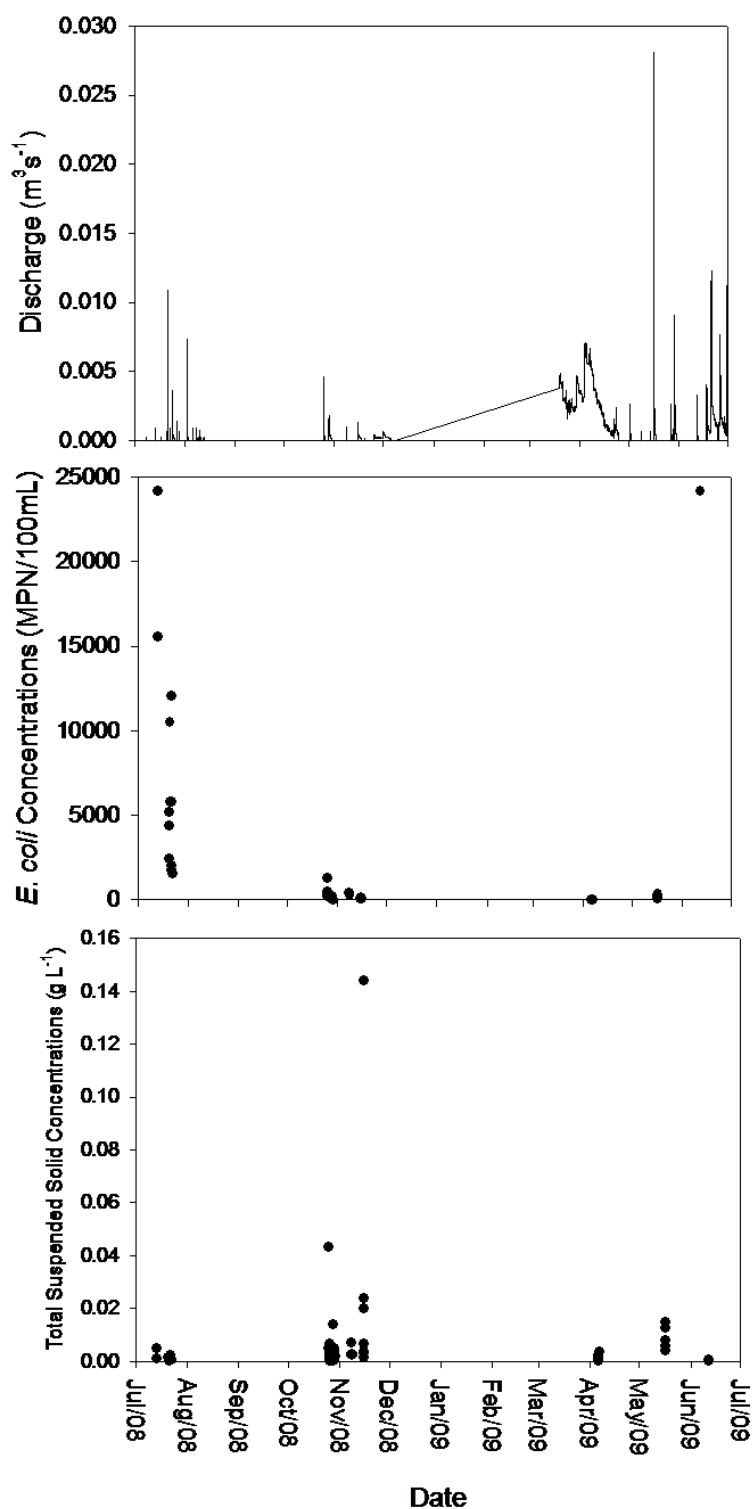 0.030
0.025
0.020
0.015
0.010
0.005
0.000
Discharge (m³s⁻¹)
25000
20000
15000
10000
5000
0
E. coli Concentrations (MPN/100mL)
0.16
0.14
0.12
0.10
0.08
0.06
0.04
0.02
0.00
Total Suspended Solid Concentrations (g L⁻¹)
Jul/08
Aug/08
Sep/08
Oct/08
Nov/08
Dec/08
Jan/09
Feb/09
Mar/09
Apr/09
May/09
Jun/09
Jul/09
Date